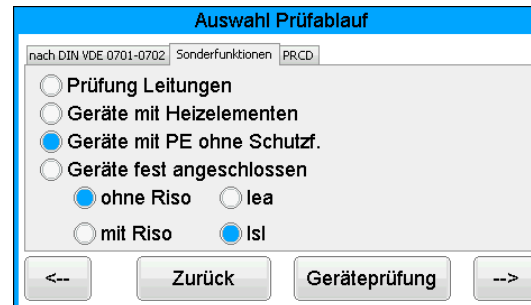 Auswahl Prüfablauf
nach DIN VDE 0701-0702 Sonderfunktionen PRCD
Prüfung Leitungen
Geräte mit Heizelementen
Geräte mit PE ohne Schutzf.
Geräte fest angeschlossen
ohne Riso Iea
mit Riso Isl
<-- Zurück Geräteprüfung -->